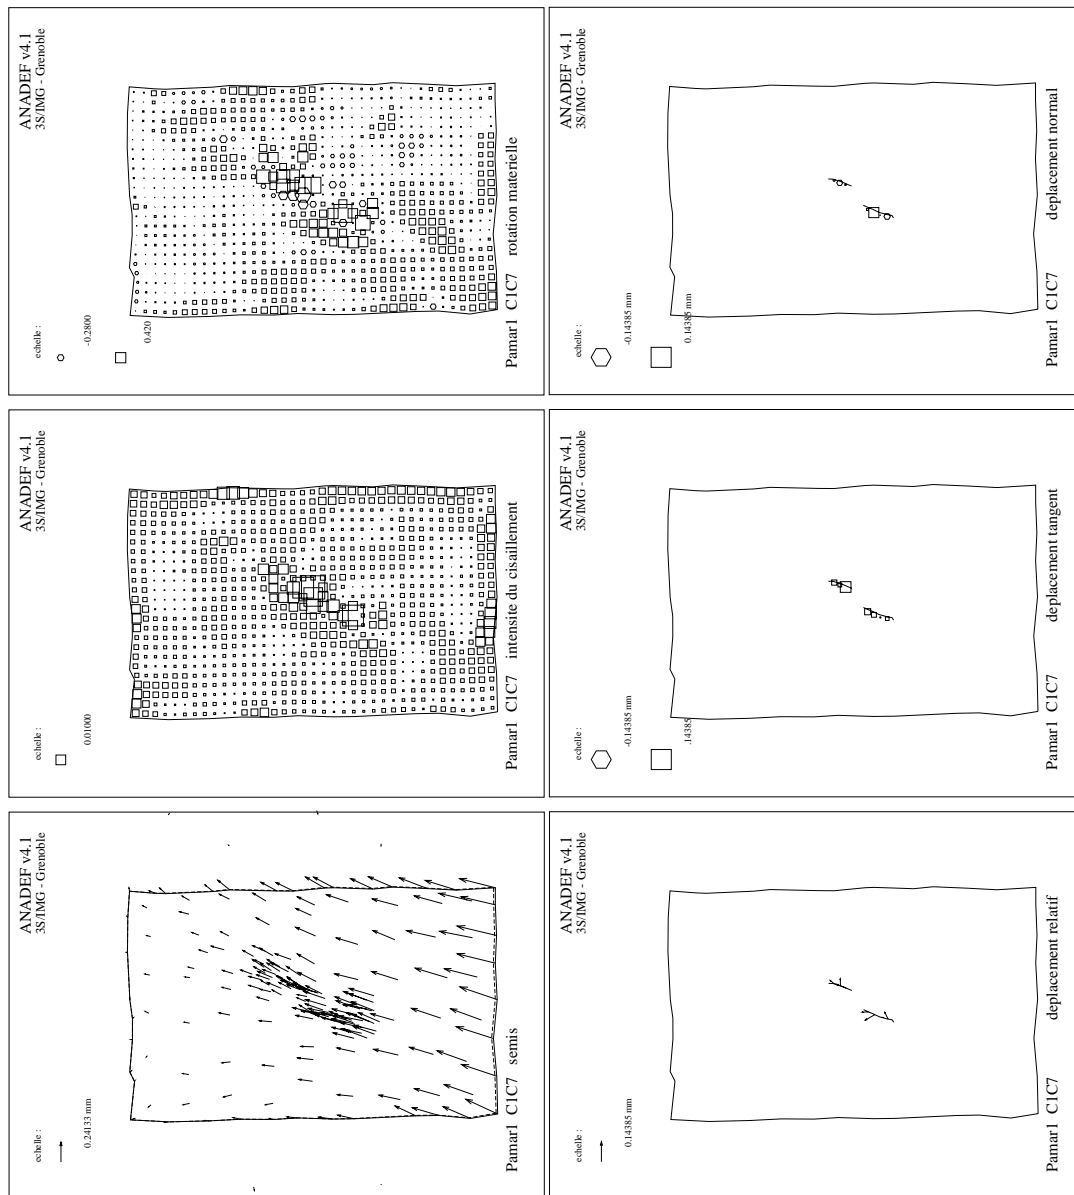 ANADEF v4.1
3S/IMG - Grenoble
echelle :
-0.2800
0.420
Pamar1 C1C7 rotation materielle
ANADEF v4.1
3S/IMG - Grenoble
echelle :
-0.14385 mm
0.14385 mm
Pamar1 C1C7 deplacement normal
ANADEF v4.1
3S/IMG - Grenoble
echelle :
0.01000
Pamar1 C1C7 intensite du cisaillement
ANADEF v4.1
3S/IMG - Grenoble
echelle :
-0.14385 mm
.14385
Pamar1 C1C7 deplacement tangent
ANADEF v4.1
3S/IMG - Grenoble
echelle :
0.24133 mm
Pamar1 C1C7 semis
ANADEF v4.1
3S/IMG - Grenoble
echelle :
0.14385 mm
Pamar1 C1C7 deplacement relatif